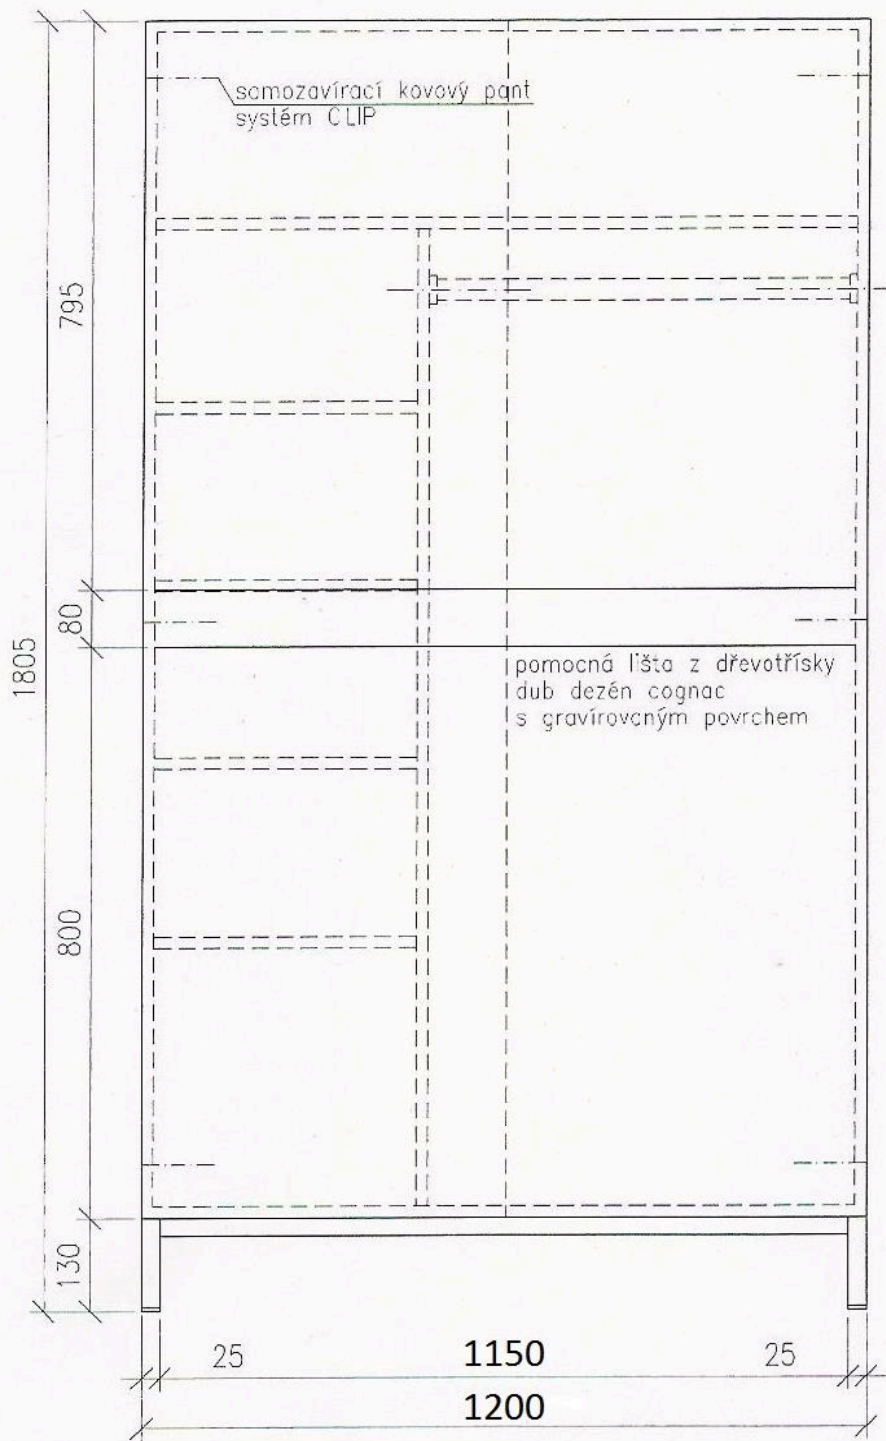 samozavírací kovový pant
systém CLIP
795
80
1805
pomocná lišta z dřevotřísky
dub dezén cognac
s gravírovaným povrchem
800
130
25
1150
25
1200